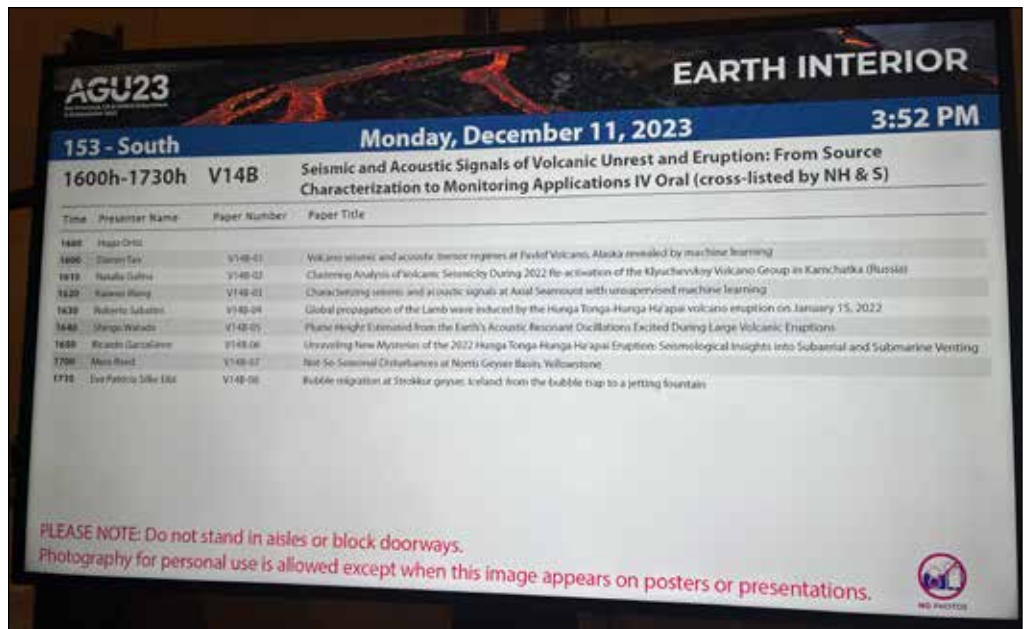 AGU23
EARTH INTERIOR
153 - South
Monday, December 11, 2023
3:52 PM
1600h-1730h
V14B
Seismic and Acoustic Signals of Volcanic Unrest and Eruption: From Source
Characterization to Monitoring Applications IV Oral (cross-listed by NH & S)
Time Presenter Name Paper Number Paper Title
1600 Hugo Ortiz
1600 Darren Tan V14B-01 Volcano seismic and acoustic tremor regimes at Pavlof Volcano, Alaska revealed by machine learning
1610 Natalia Galina V14B-02 Clustering Analysis of Volcanic Seismicity During 2022 Re-activation of the Klyuchevskoy Volcano Group in Kamchatka (Russia)
1620 Wang V14B-03 Characterizing seismic and acoustic signals at Axial Seamount with unsupervised machine learning
1630 Roberto Sabatini V14B-04 Global propagation of the Lamb wave induced by the Hunga Tonga-Hunga Ha'apai volcano eruption on January 15, 2022
1640 Shingo Watada V14B-05 Plume Height Estimated from the Earth's Acoustic Resonant Oscillations Excited During Large Volcanic Eruptions
1650 Ricardo V14B-06 Unraveling New Mysteries of the 2022 Hunga Tonga-Hunga Ha'apai Eruption: Seismological Insights into Subaerial and Submarine Venting
1700 Mara Reed V14B-07 Not-So-Seasonal Disturbances at Norris Geyser Basin, Yellowstone
Eva Patricia Silke Eibl V14B-08 Bubble migration at Strokkur geyser, Iceland: from the bubble trap to a jetting fountain
PLEASE NOTE: Do not stand in aisles or block doorways.
Photography for personal use is allowed except when this image appears on posters or presentations.
NO PHOTOS